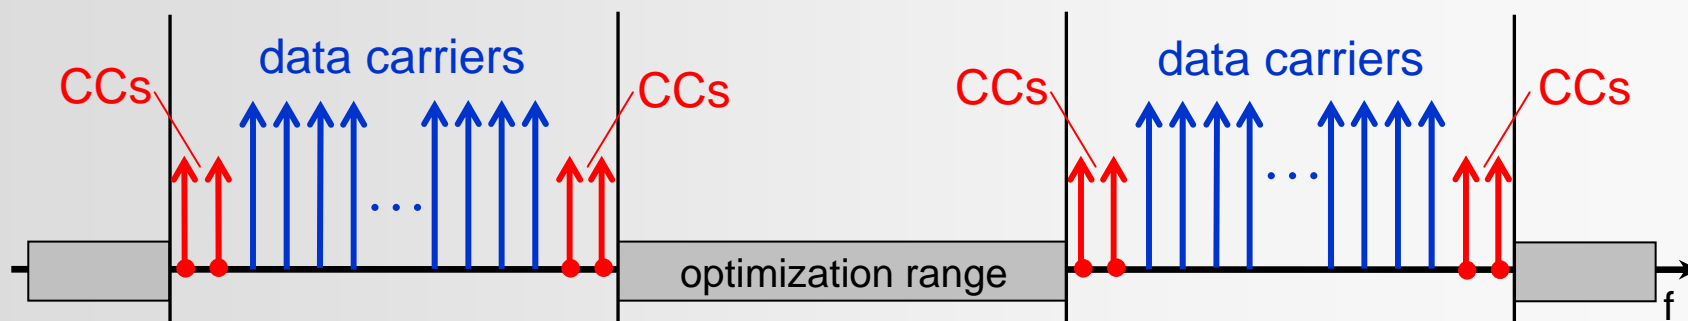 data carriers
data carriers
CCs
CCs
CCs
CCs
. . .
. . .
optimization range
f